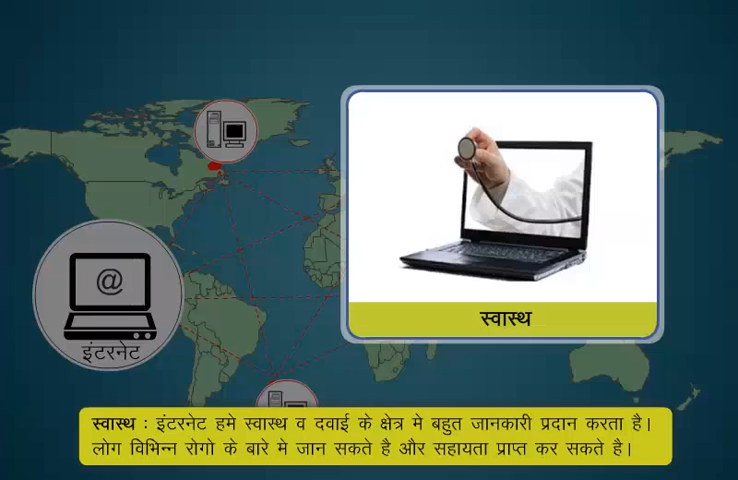 @
इंटरनेट
स्वास्थ
स्वास्थ : इंटरनेट हमे स्वास्थ व दवाई के क्षेत्र मे बहुत जानकारी प्रदान करता है।
लोग विभिन्न रोगो के बारे मे जान सकते है और सहायता प्राप्त कर सकते है।